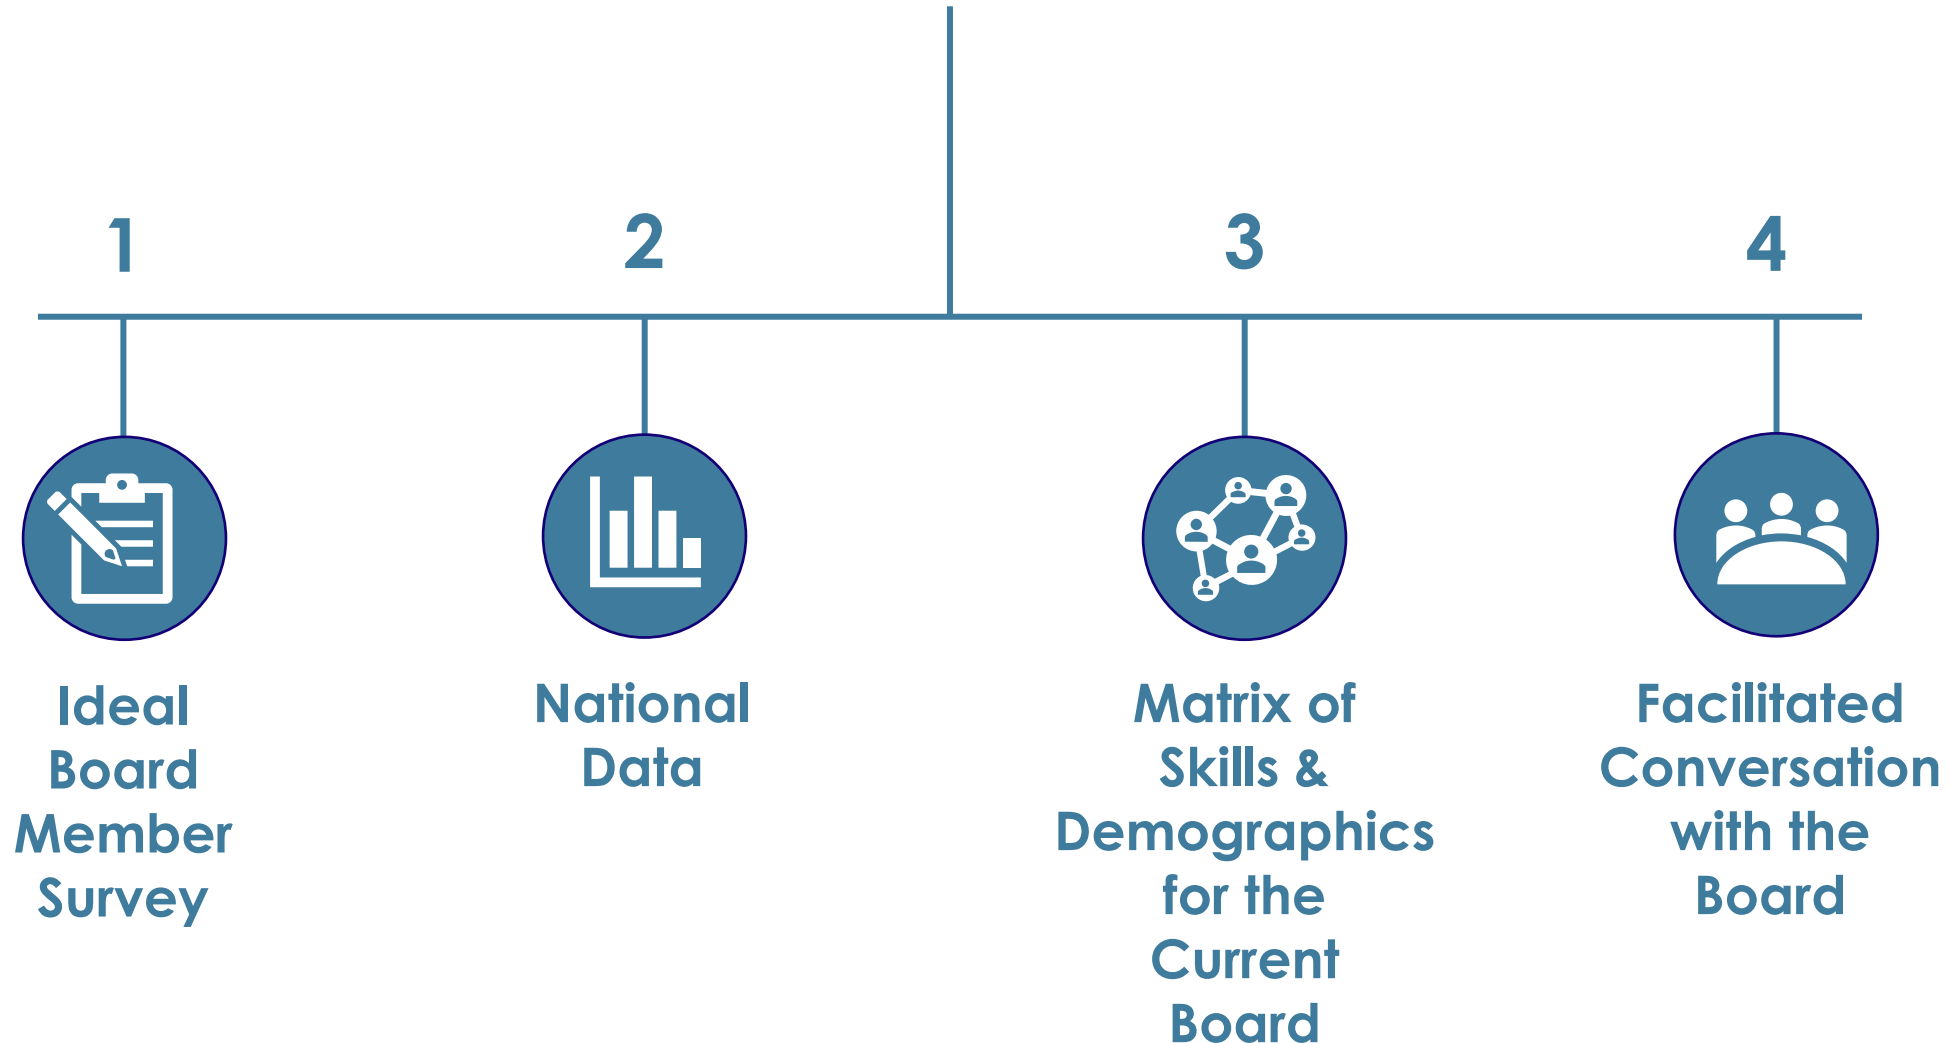 1
Ideal
Board
Member
Survey
2
National
Data
3
Matrix of
Skills &
Demographics
for the
Current
Board
4
Facilitated
Conversation
with the
Board